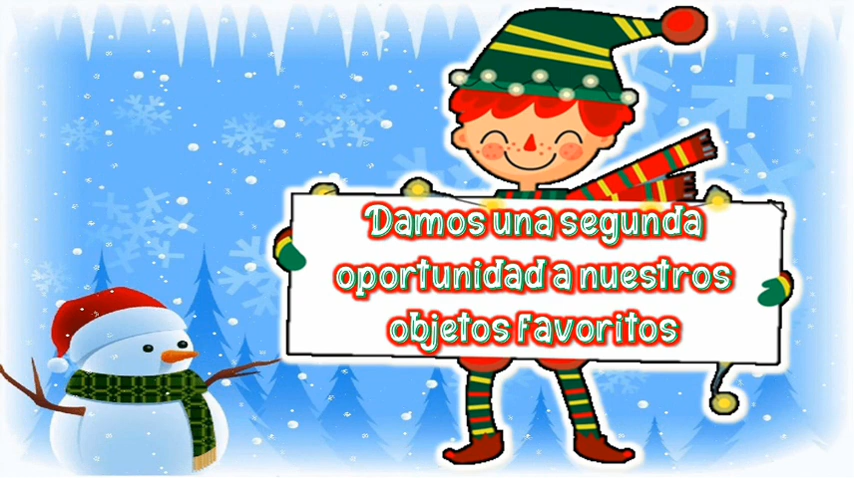 Damos una segunda
oportunidad a nuestros
objetos favoritos